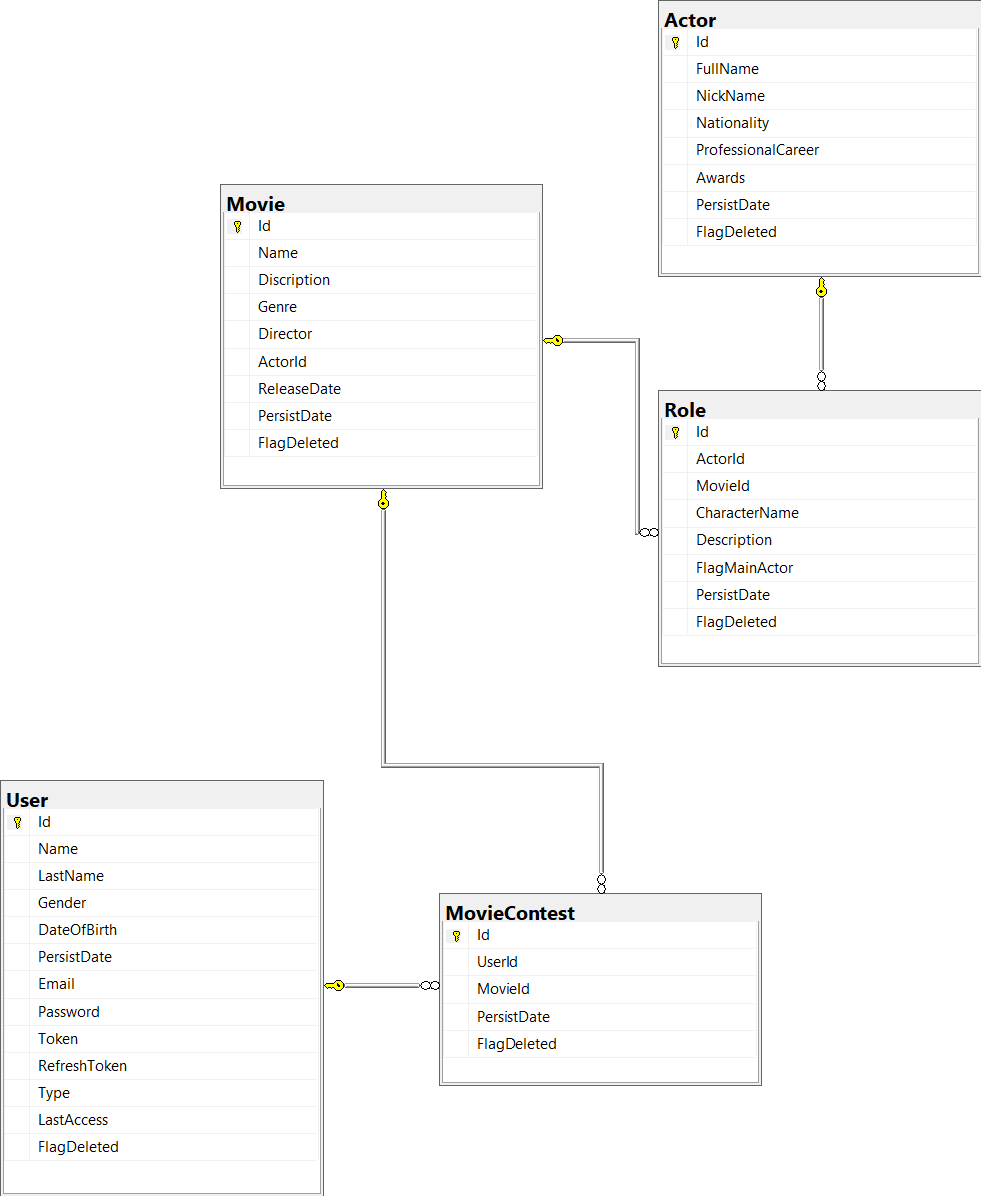 Actor
Id
FullName
NickName
Nationality
ProfessionalCareer
Awards
PersistDate
FlagDeleted
Movie
Id
Name
Discription
Genre
Director
ActorId
ReleaseDate
PersistDate
FlagDeleted
Role
Id
ActorId
MovieId
CharacterName
Description
FlagMainActor
PersistDate
FlagDeleted
User
Id
Name
LastName
Gender
DateOfBirth
PersistDate
Email
Password
Token
RefreshToken
Type
LastAccess
FlagDeleted
MovieContest
Id
UserId
MovieId
PersistDate
FlagDeleted